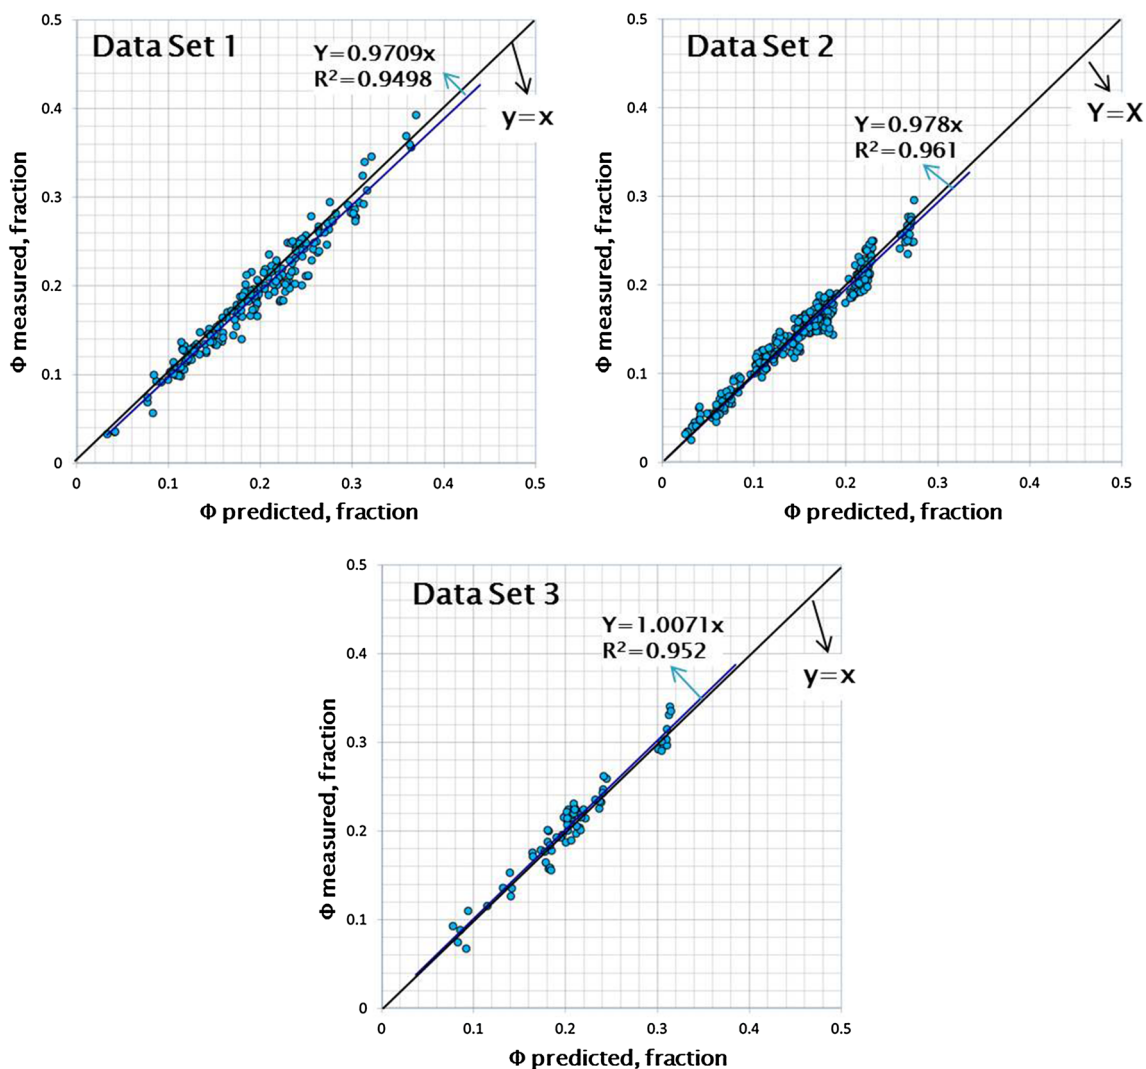 Data Set 1
Y=0.9709x
R²=0.9498
y=x
0.5
0.4
0.3
0.2
0.1
0
Φ measured, fraction
0 0.1 0.2 0.3 0.4 0.5
Φ predicted, fraction
Data Set 2
Y=0.978x
R²=0.961
Y=X
0.5
0.4
0.3
0.2
0.1
0
Φ measured, fraction
0 0.1 0.2 0.3 0.4 0.5
Φ predicted, fraction
Data Set 3
Y=1.0071x
R²=0.952
y=x
0.5
0.4
0.3
0.2
0.1
0
Φ measured, fraction
0 0.1 0.2 0.3 0.4 0.5
Φ predicted, fraction